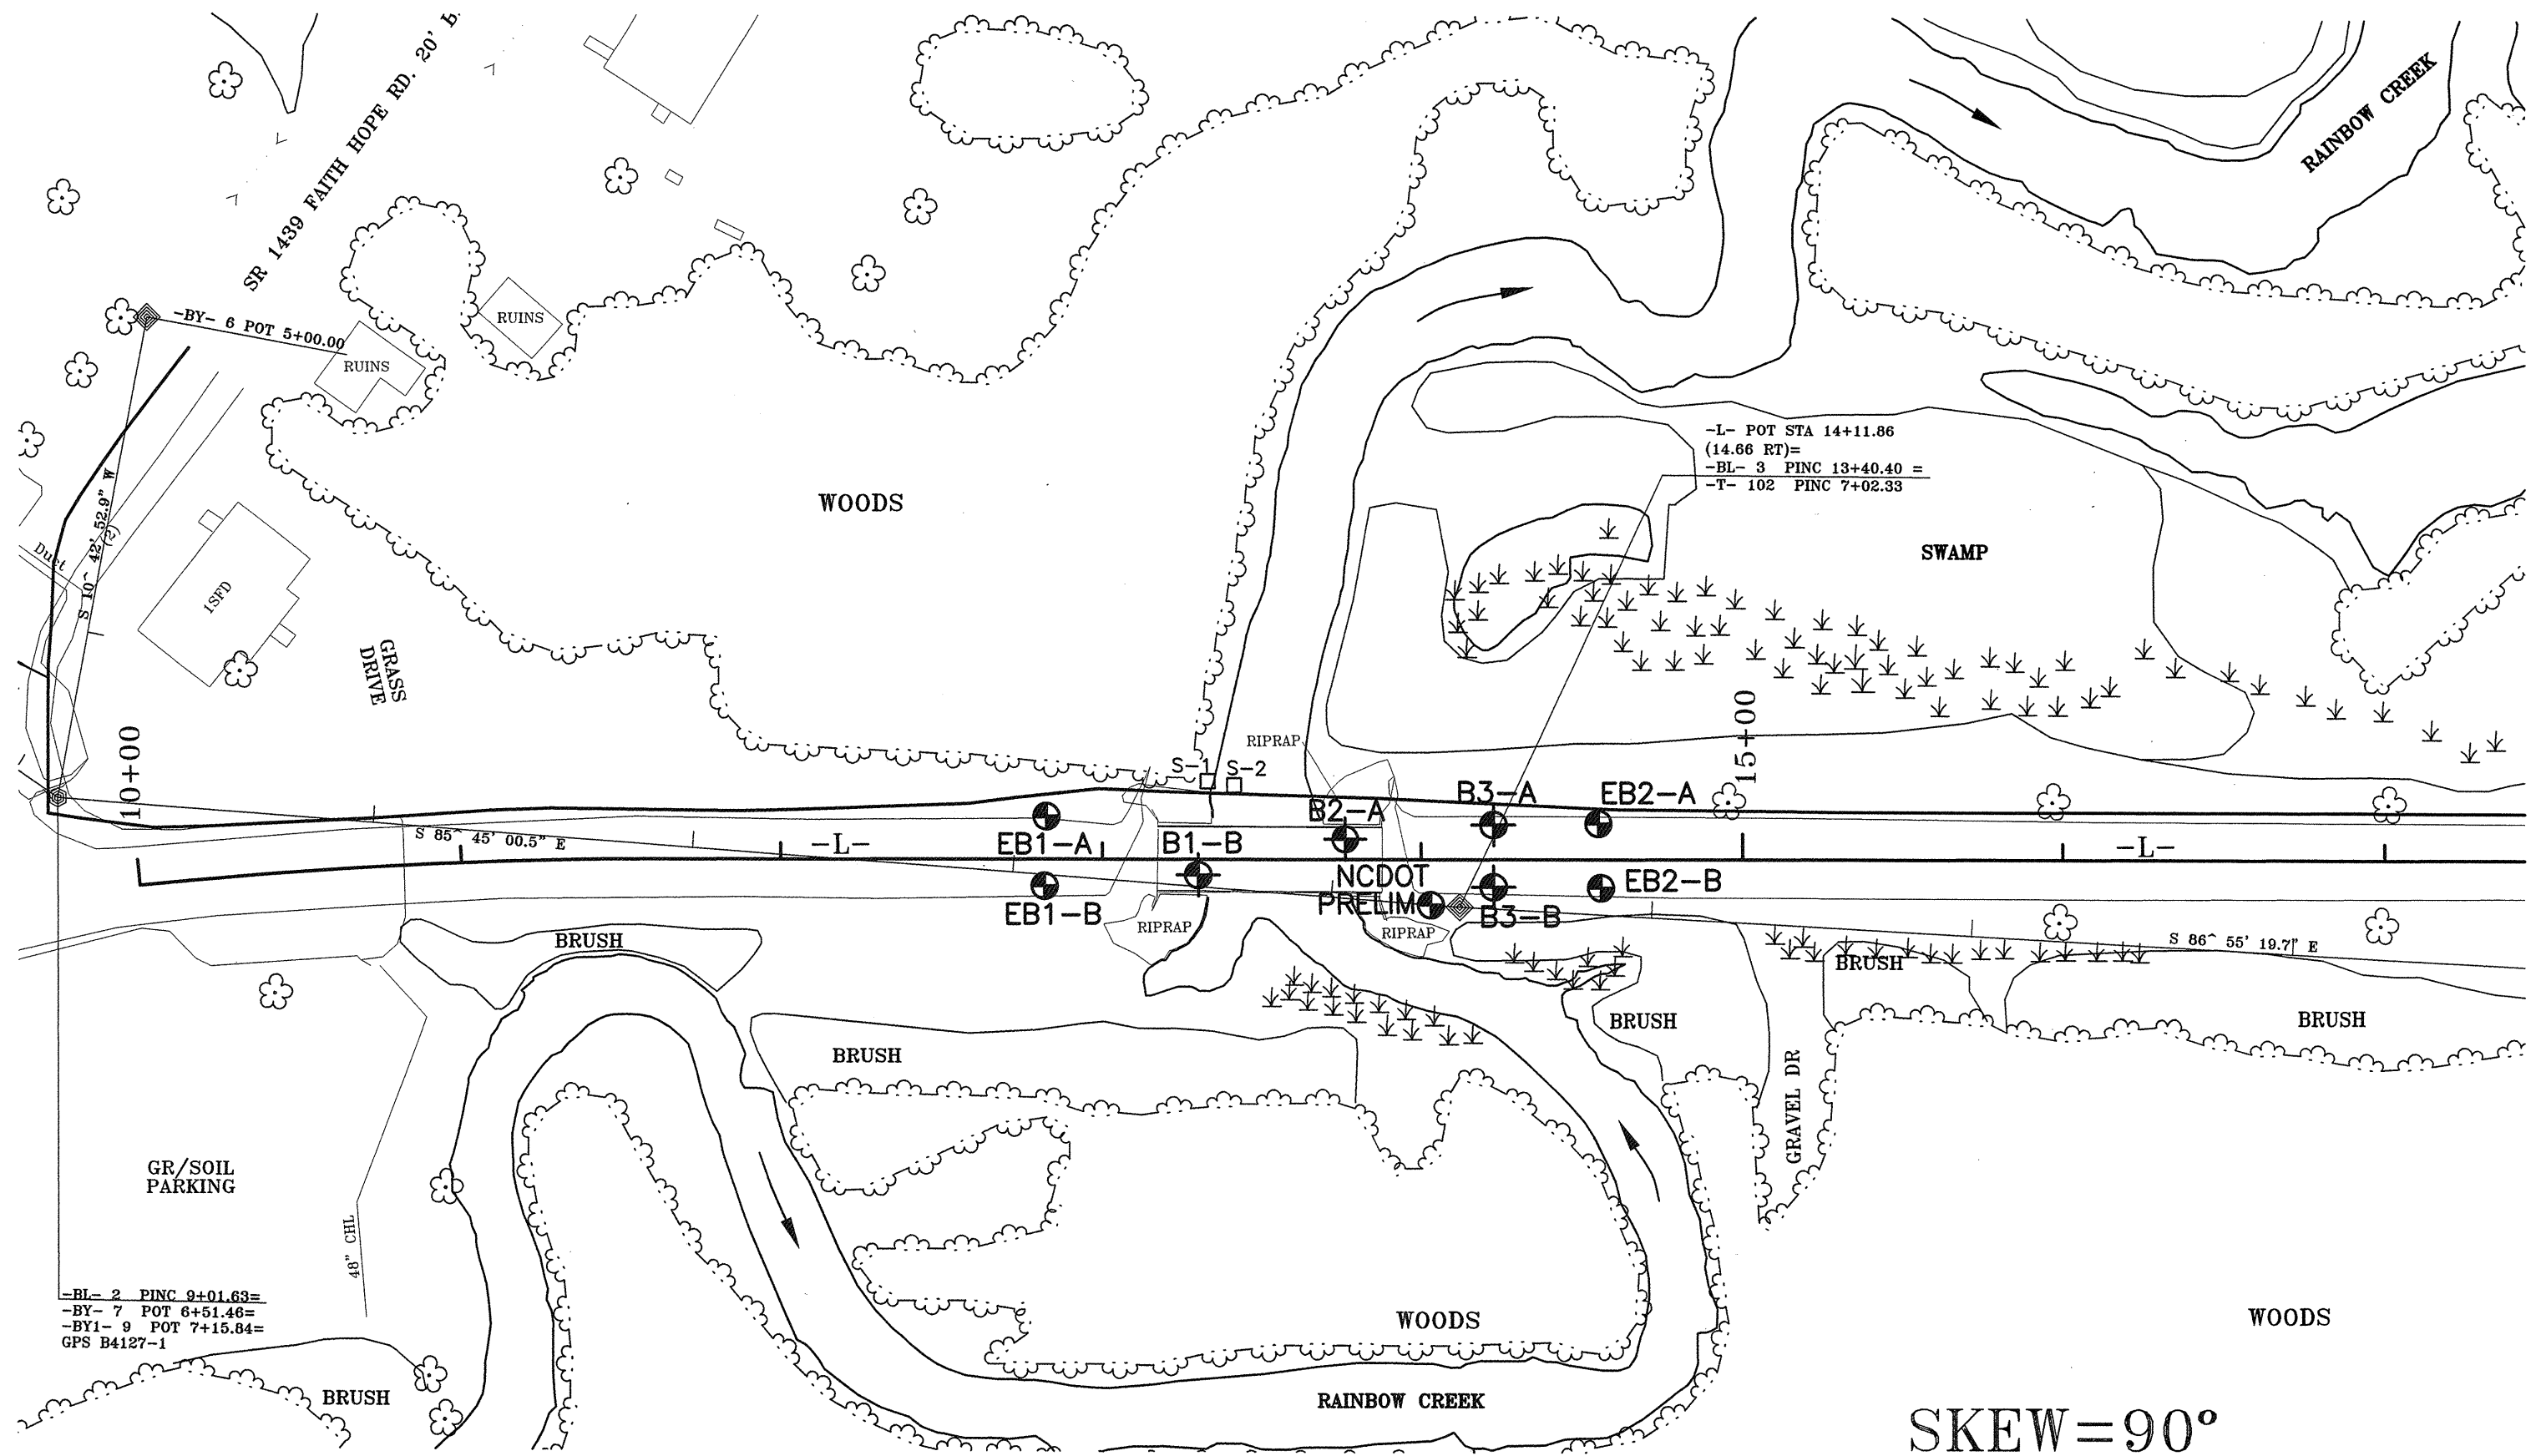 SR 1439 FAITH HOPE RD. 20'
RAINBOW CREEK
-BY- 6 POT 5+00.00
RUINS
RUINS
S 10^ 42' 52.9" W
(2)
1SFD
GRASS
DRIVE
WOODS
-L- POT STA 14+11.86
(14.66 RT)=
-BL- 3 PINC 13+40.40 =
-T- 102 PINC 7+02.33
SWAMP
10+00
15+00
RIPRAP
S-1
S-2
B2-A
B3-A
EB2-A
S 85^ 45' 00.5" E
-L-
EB1-A
B1-B
-L-
NCDOT
PRELIM
EB2-B
EB1-B
B3-B
RIPRAP
RIPRAP
BRUSH
S 86^ 55' 19.7" E
BRUSH
BRUSH
BRUSH
BRUSH
GRAVEL DR
GR/SOIL
PARKING
48" CHL
-BL- 2 PINC 9+01.63=
-BY- 7 POT 6+51.46=
-BY1- 9 POT 7+15.84=
GPS B4127-1
WOODS
WOODS
BRUSH
RAINBOW CREEK
SKEW=90°